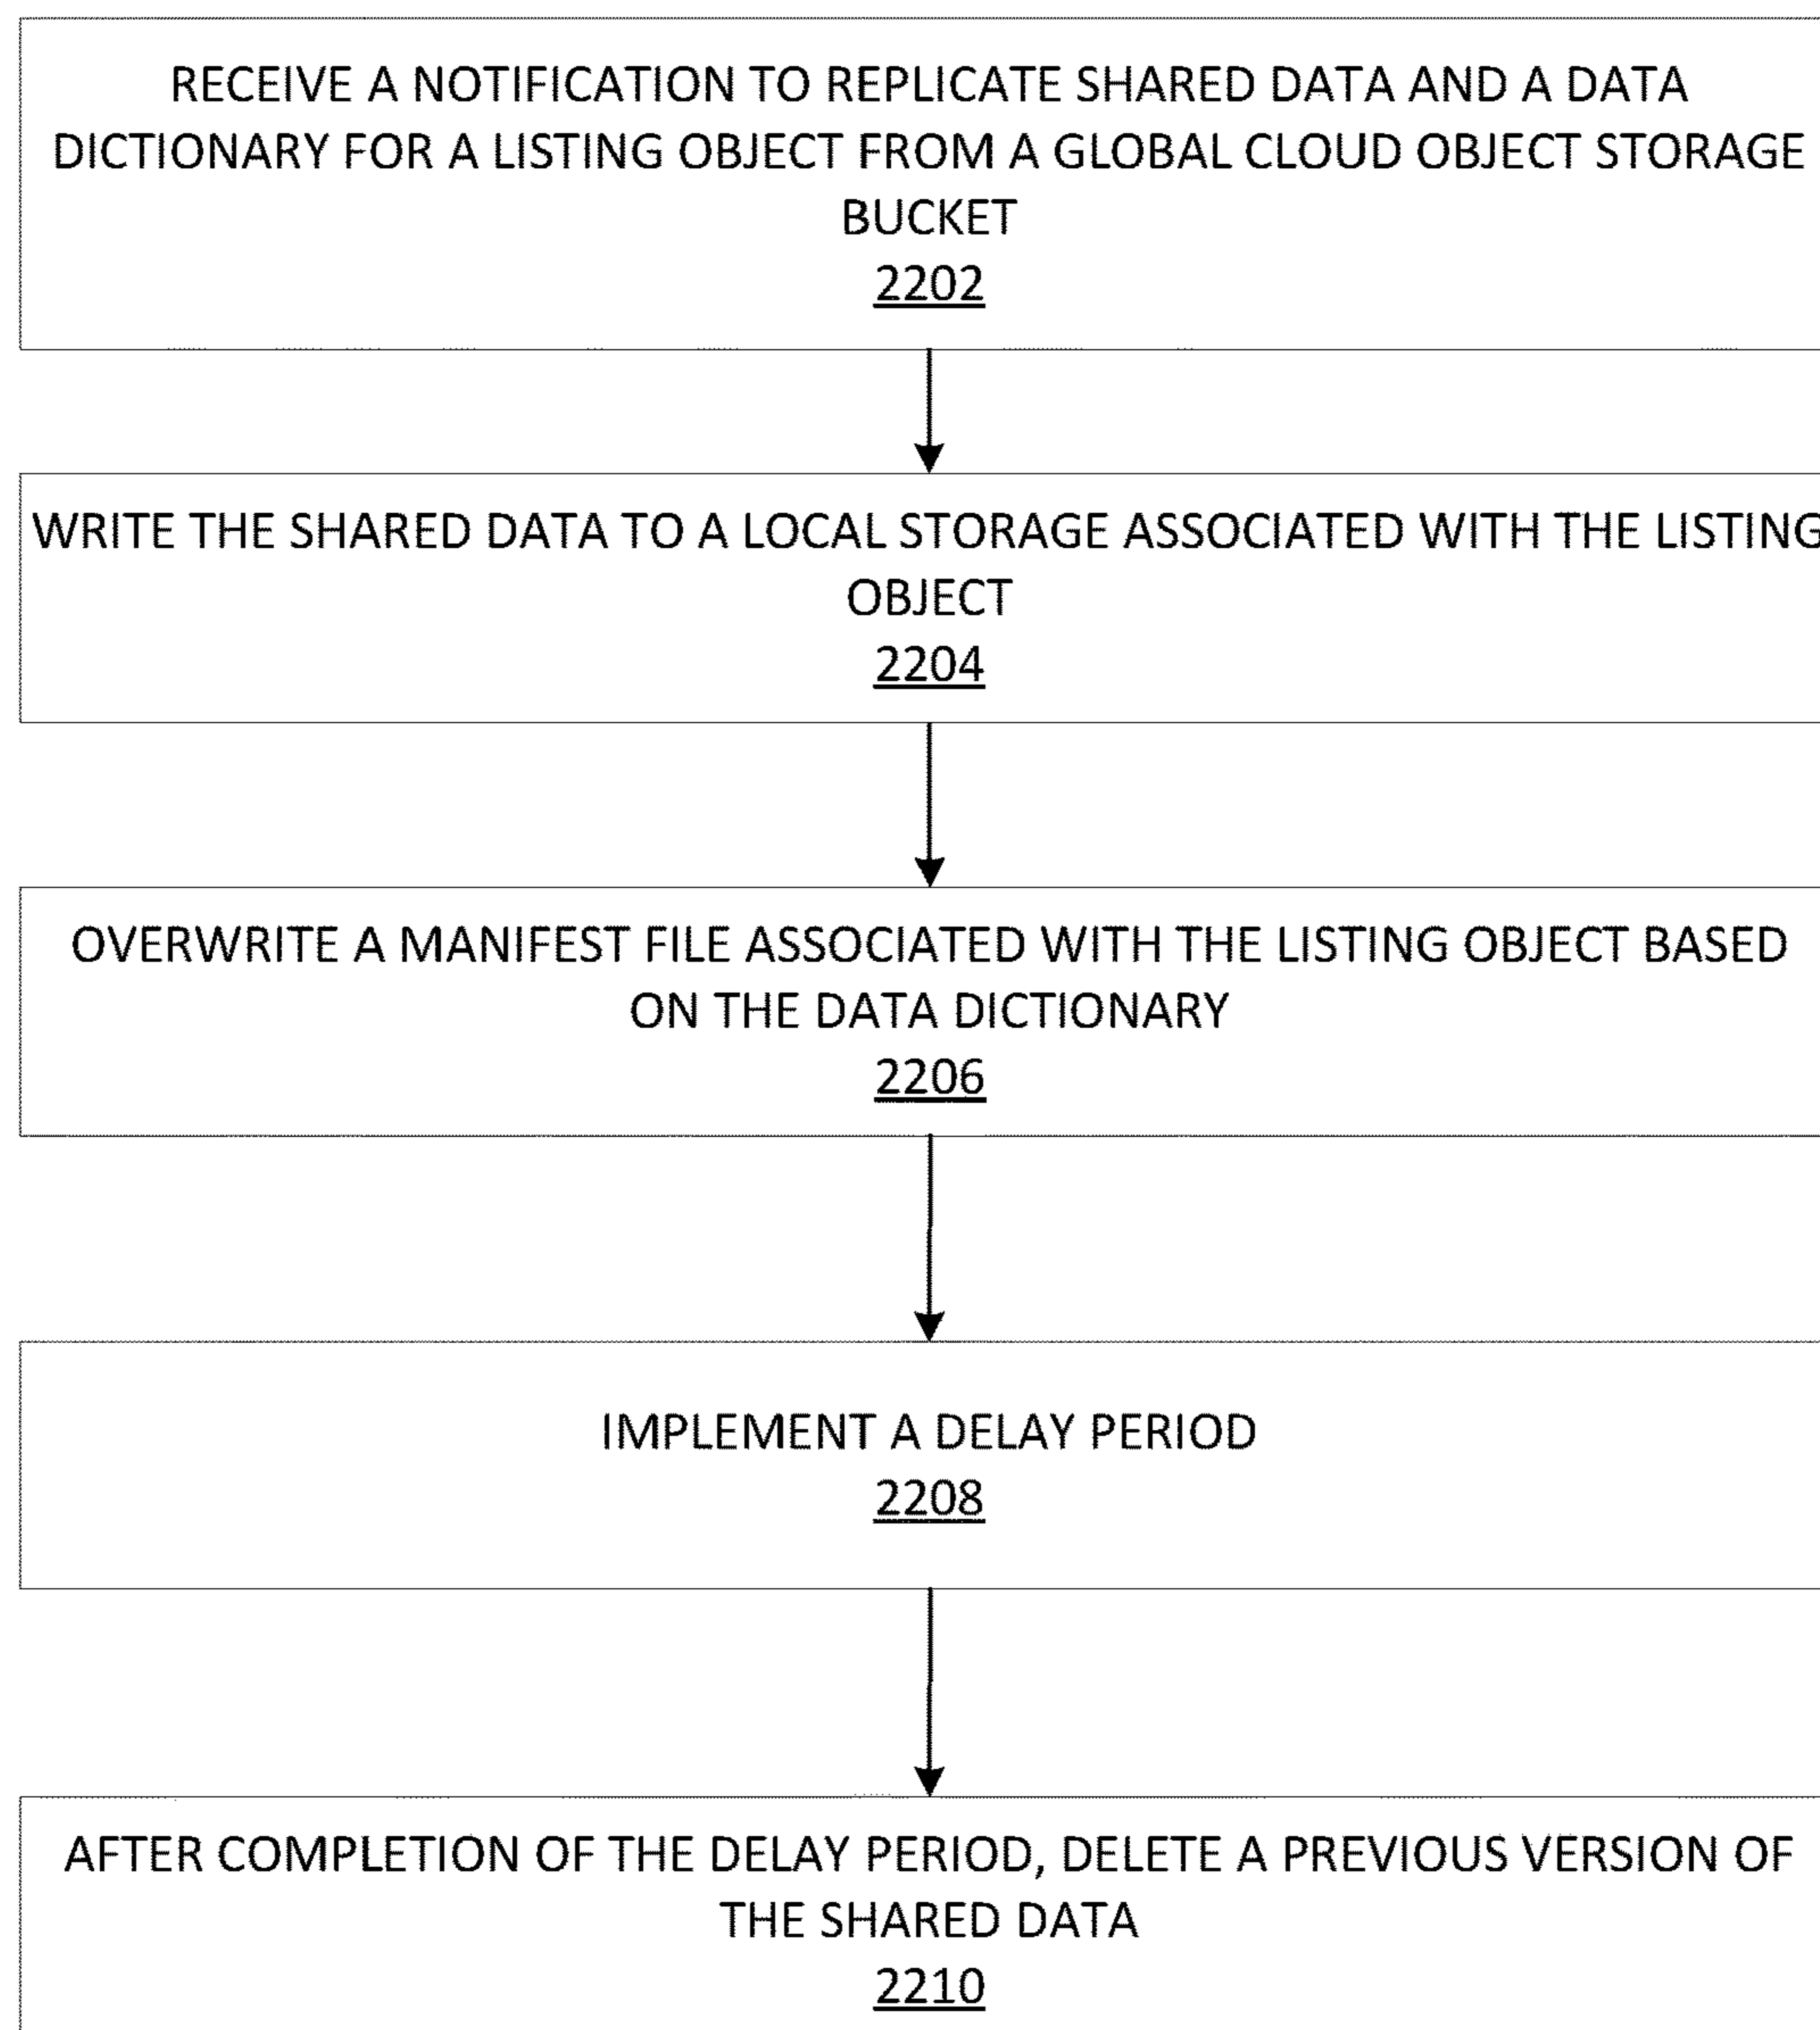 RECEIVE A NOTIFICATION TO REPLICATE SHARED DATA AND A DATA
DICTIONARY FOR A LISTING OBJECT FROM A GLOBAL CLOUD OBJECT STORAGE
BUCKET
2202
WRITE THE SHARED DATA TO A LOCAL STORAGE ASSOCIATED WITH THE LISTING
OBJECT
2204
OVERWRITE A MANIFEST FILE ASSOCIATED WITH THE LISTING OBJECT BASED
ON THE DATA DICTIONARY
2206
IMPLEMENT A DELAY PERIOD
2208
AFTER COMPLETION OF THE DELAY PERIOD, DELETE A PREVIOUS VERSION OF
THE SHARED DATA
2210